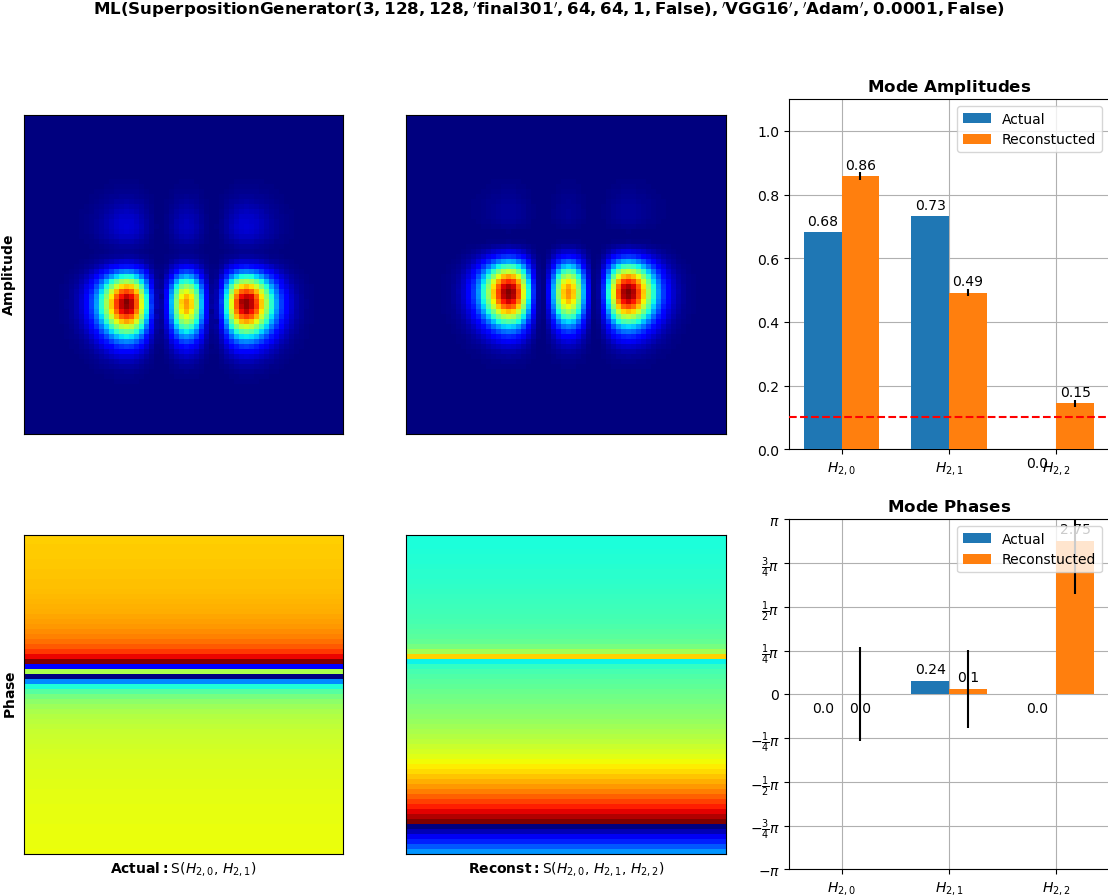 ML(SuperpositionGenerator(3, 128, 128, ′final301′, 64, 64, 1, False), ′VGG16′, ′Adam′, 0.0001, False)
Amplitude
Mode Amplitudes
Actual
Reconstucted
1.0
0.8
0.6
0.4
0.2
0.0
0.68
0.86
0.73
0.49
0.0
0.15
H2,0
H2,1
H2,2
Phase
Actual: S(H2,0, H2,1)
Reconst: S(H2,0, H2,1, H2,2)
Mode Phases
Actual
Reconstucted
π
3/4π
1/2π
1/4π
0
−1/4π
−1/2π
−3/4π
−π
0.0
0.0
0.24
0.1
0.0
2.75
H2,0
H2,1
H2,2